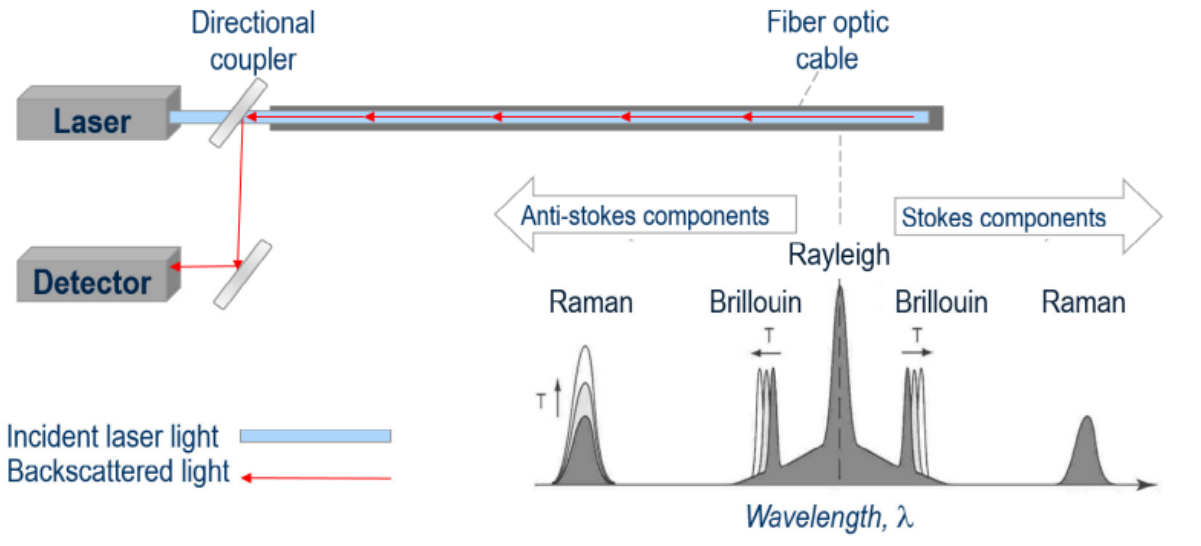 Directional
coupler
Fiber optic
cable
Laser
Anti-stokes components
Stokes components
Rayleigh
Detector
Raman
Brillouin
Brillouin
Raman
T
T
T
Incident laser light
Backscattered light
Wavelength, λ